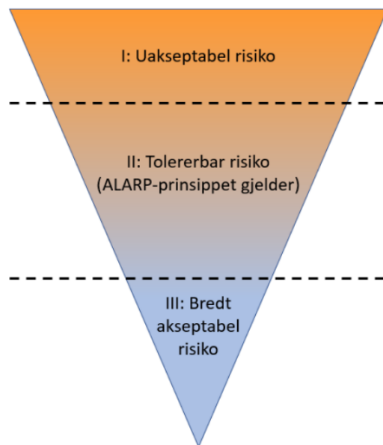 I: Uakseptabel risiko
II: Tolererbar risiko
(ALARP-prinsippet gjelder)
III: Bredt
akseptabel
risiko